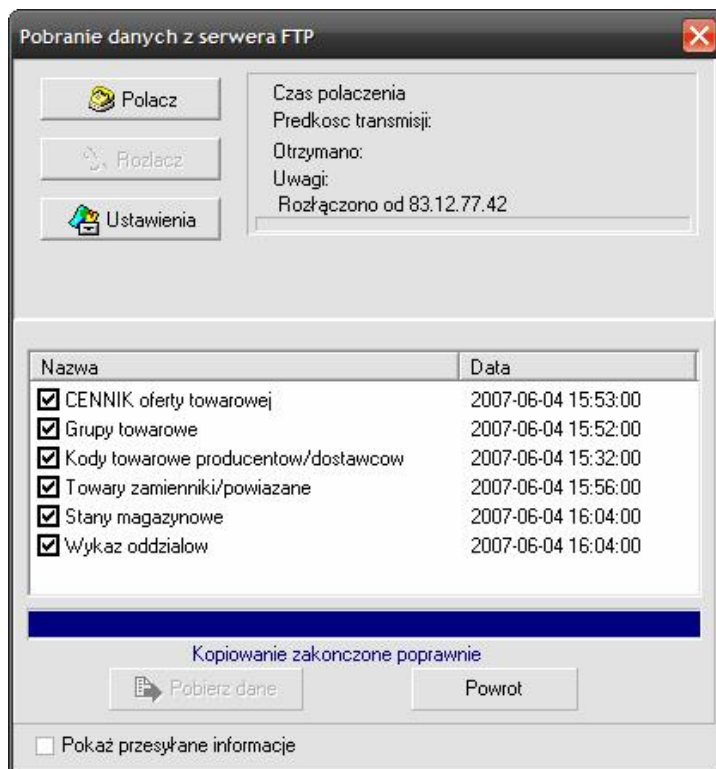 Pobranie danych z serwera FTP
Polacz
Rozlacz
Ustawienia
Czas polaczenia
Predkosc transmisji:
Otrzymano:
Uwagi:
Rozłączono od 83.12.77.42
Nazwa Data
CENNIK oferty towarowej 2007-06-04 15:53:00
Grupy towarowe 2007-06-04 15:52:00
Kody towarowe producentow/dostawcow 2007-06-04 15:32:00
Towary zamienniki/powiazane 2007-06-04 15:56:00
Stany magazynowe 2007-06-04 16:04:00
Wykaz oddzialow 2007-06-04 16:04:00
Kopiowanie zakonczone poprawnie
Pobierz dane
Powrot
Pokaż przesyłane informacje